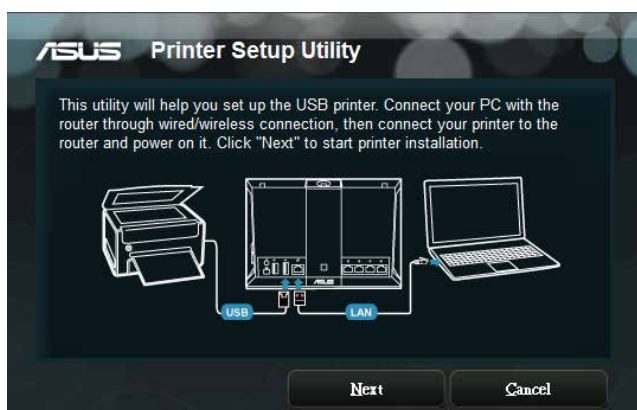 ASUS Printer Setup Utility
This utility will help you set up the USB printer. Connect your PC with the
router through wired/wireless connection, then connect your printer to the
router and power on it. Click "Next" to start printer installation.
ASUS
USB LAN
Next Cancel